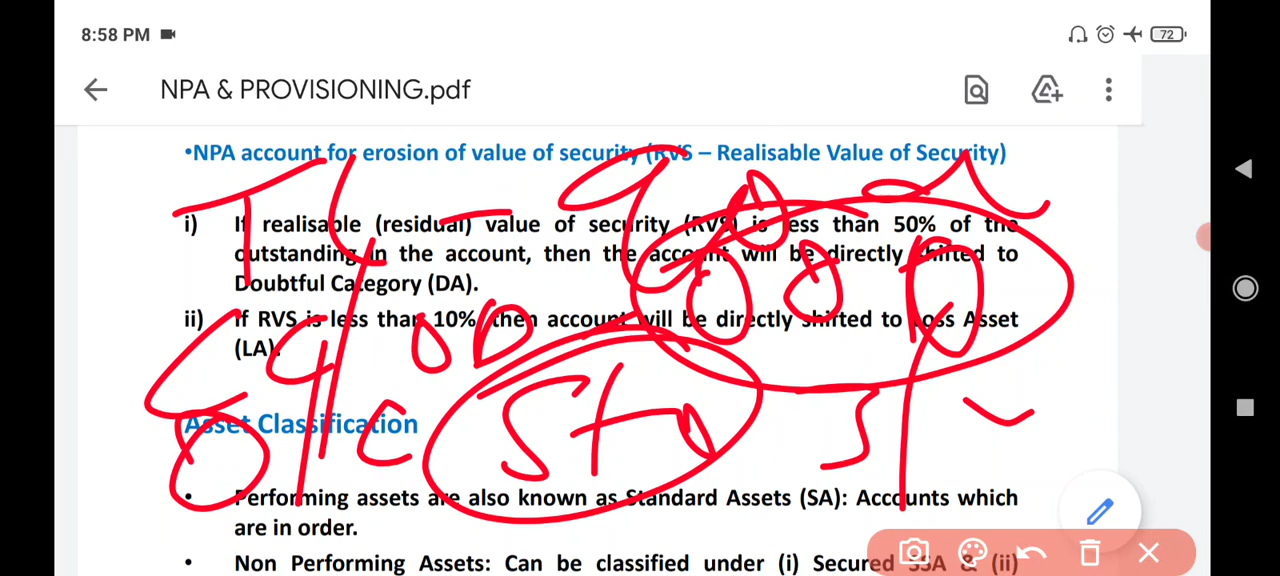 8:58 PM
72
NPA & PROVISIONING.pdf
•NPA account for erosion of value of security (RVS – Realisable Value of Security)
i) If realisable (residual) value of security (RVS) is less than 50% of the
outstanding in the account, then the account will be directly shifted to
Doubtful Category (DA).
ii) If RVS is less than 10%, then account will be directly shifted to Loss Asset
(LA).
Asset Classification
• Performing assets are also known as Standard Assets (SA): Accounts which
are in order.
• Non Performing Assets: Can be classified under (i) Secured SSA & (ii)